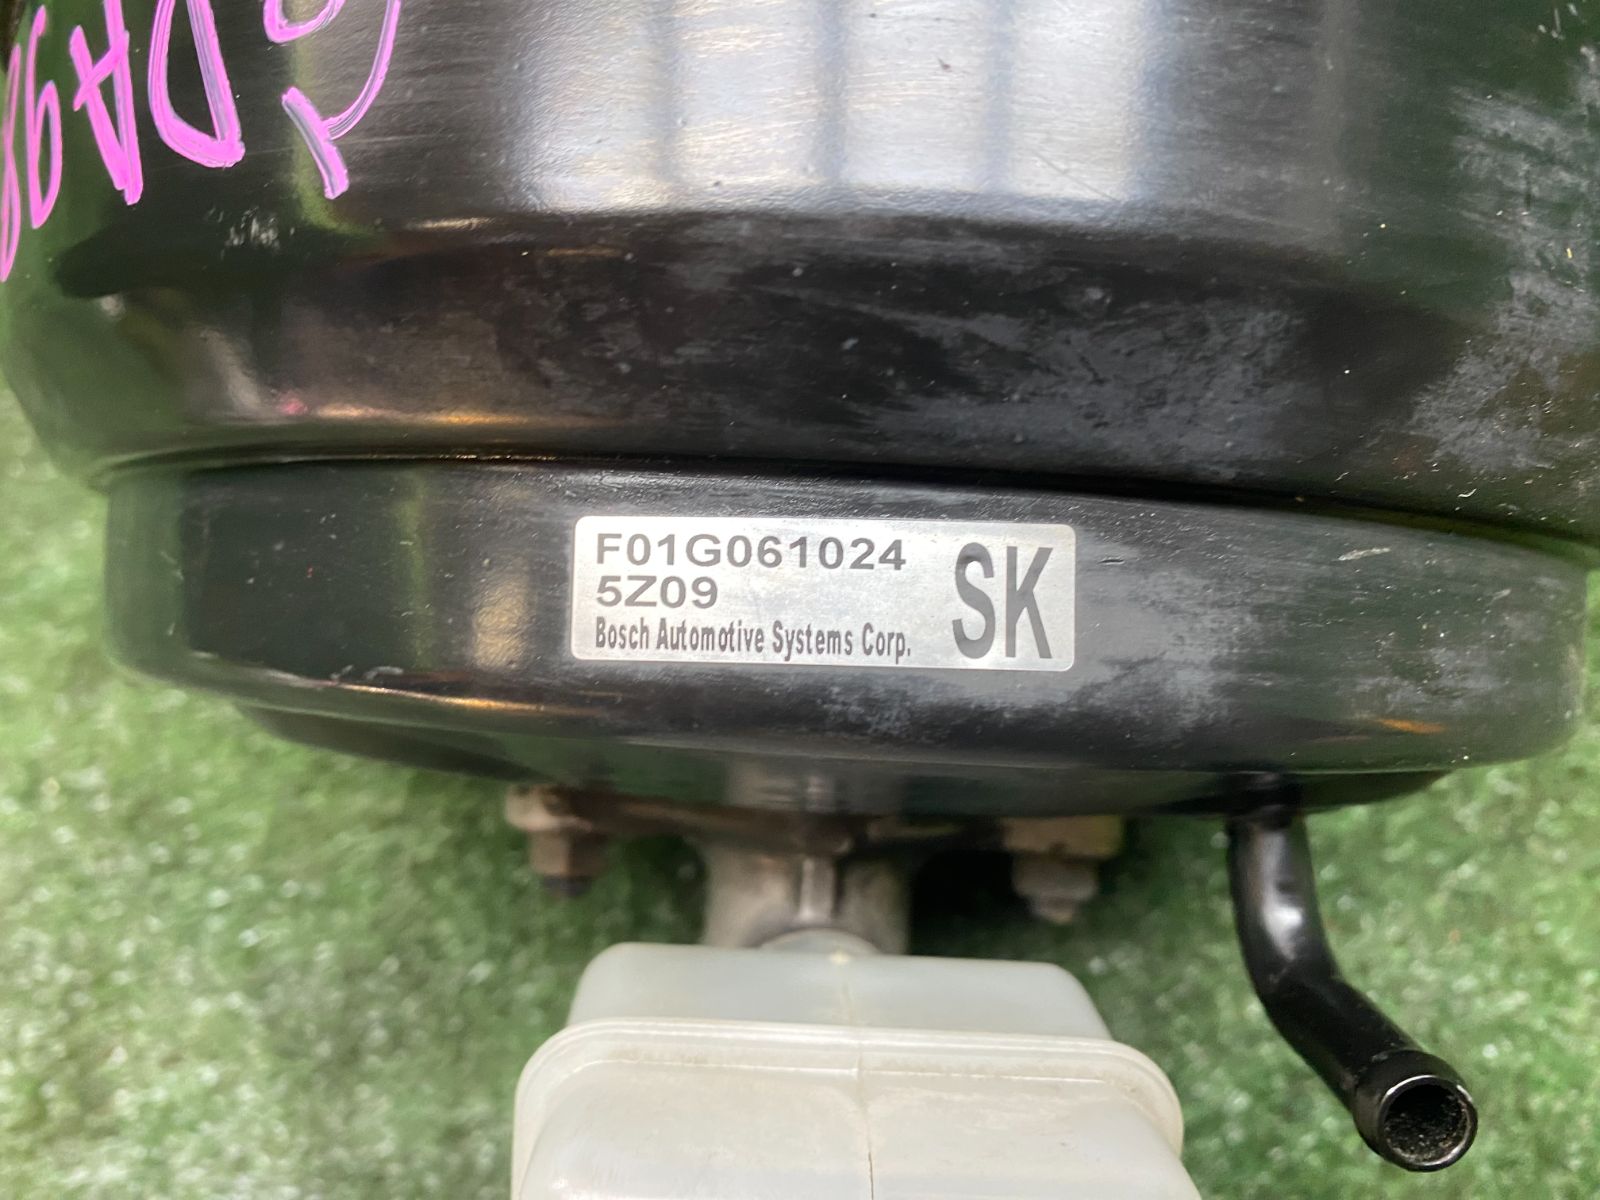 F01G061024
5Z09
Bosch Automotive Systems Corp.
SK